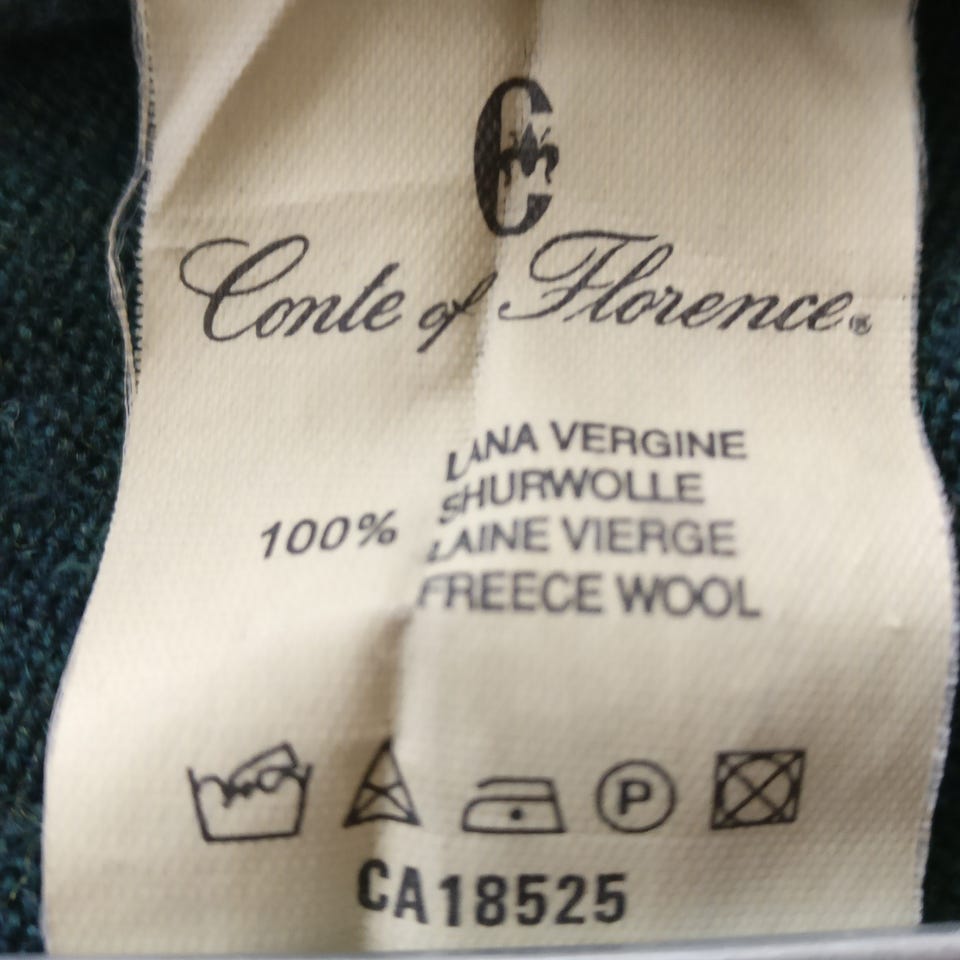 C
Conte of Florence®
LANA VERGINE
SHURWOLLE
100% LAINE VIERGE
FREECE WOOL
P
CA18525